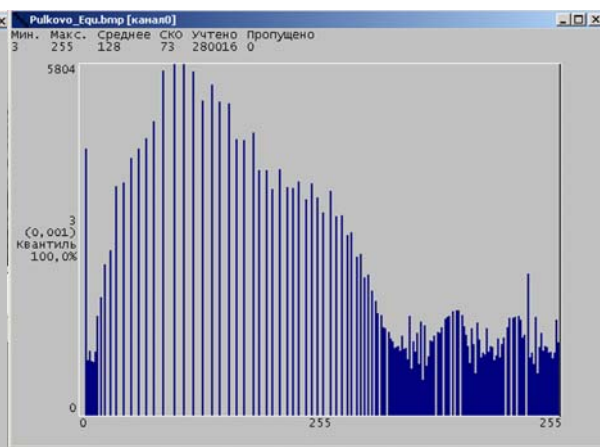 Pulkovo_Equ.bmp [канал0]
Мин. Макс. Среднее СКО Учтено Пропущено
3 255 128 73 280016 0
5804
3
(0,001)
Квантиль
100,0%
0
0 255 255